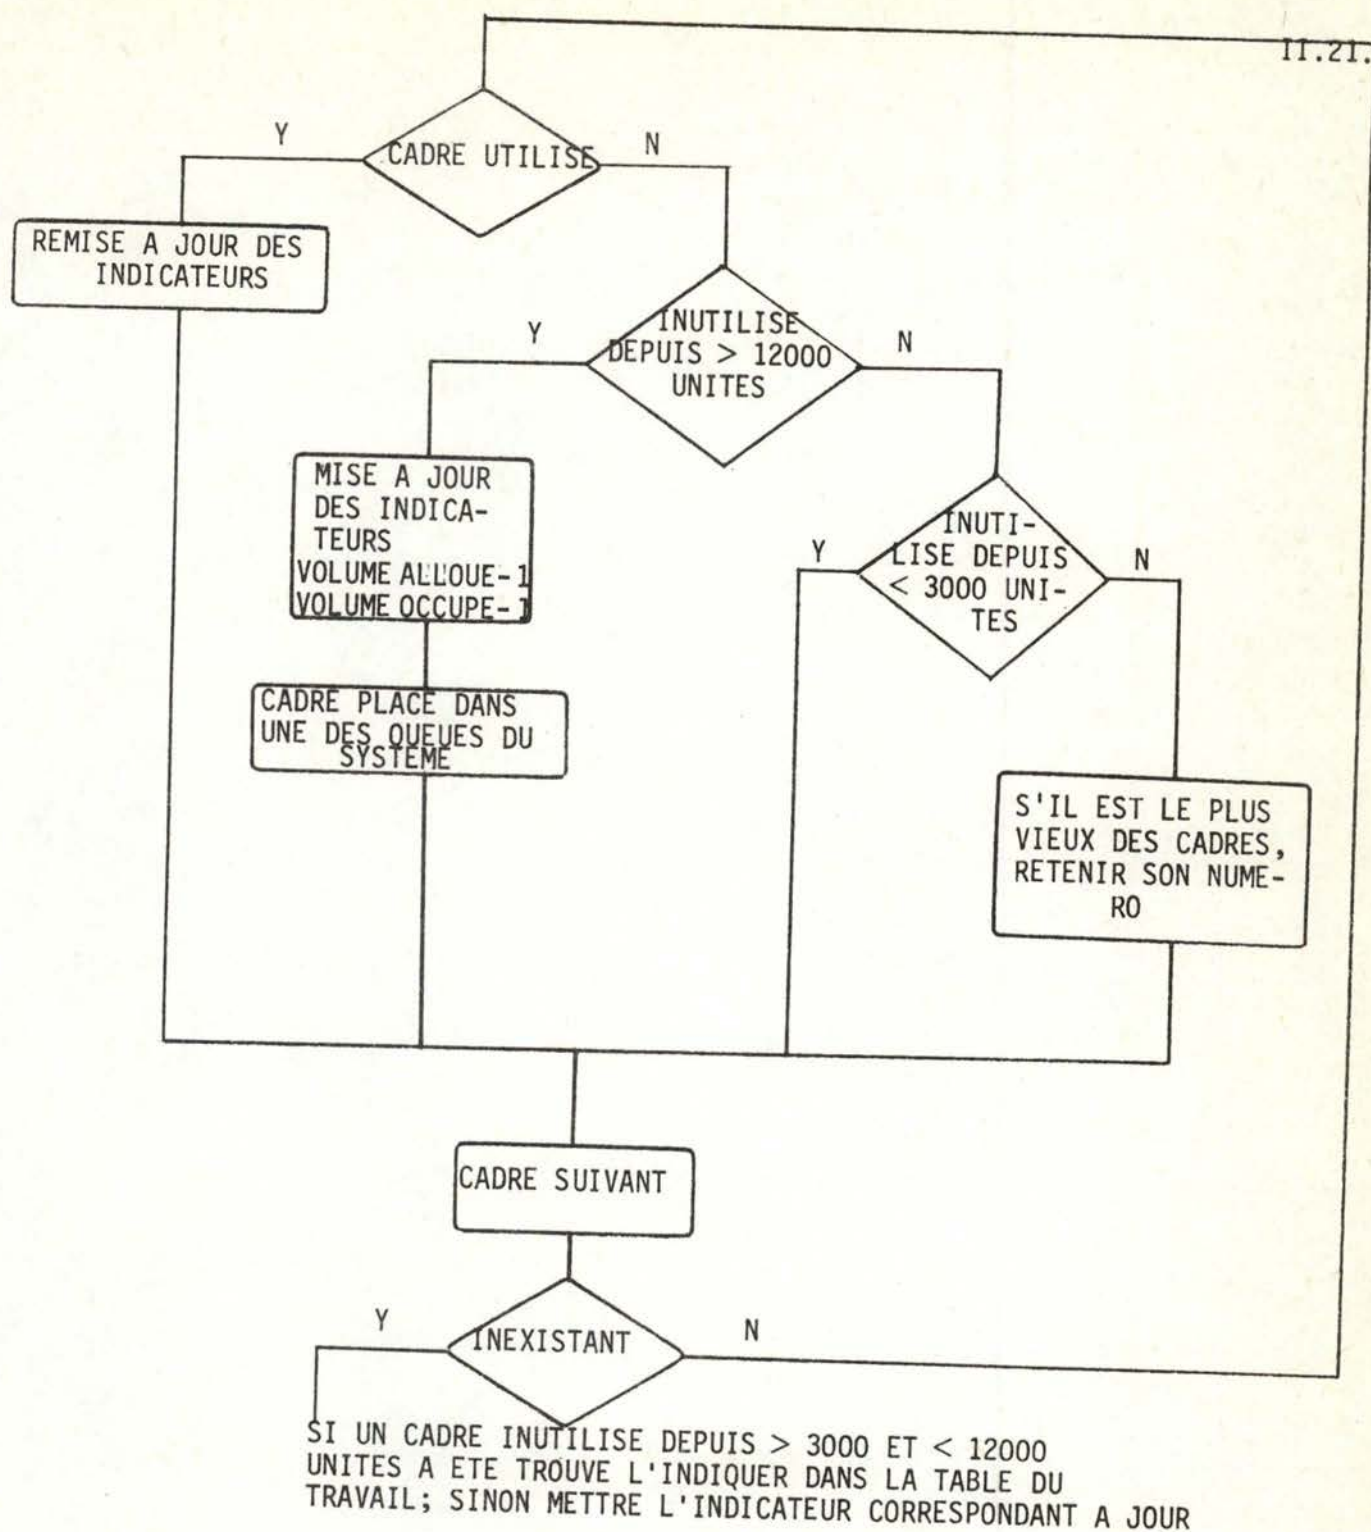 II.21.
Y
CADRE UTILISE
N
REMISE A JOUR DES
INDICATEURS
Y
INUTILISE
DEPUIS > 12000
UNITES
N
MISE A JOUR
DES INDICA-
TEURS
VOLUME ALLOUE-1
VOLUME OCCUPE-1
Y
INUTI-
LISE DEPUIS
< 3000 UNI-
TES
N
CADRE PLACE DANS
UNE DES QUEUES DU
SYSTEME
S'IL EST LE PLUS
VIEUX DES CADRES,
RETENIR SON NUME-
RO
CADRE SUIVANT
Y
INEXISTANT
N
SI UN CADRE INUTILISE DEPUIS > 3000 ET < 12000
UNITES A ETE TROUVE L'INDIQUER DANS LA TABLE DU
TRAVAIL; SINON METTRE L'INDICATEUR CORRESPONDANT A JOUR